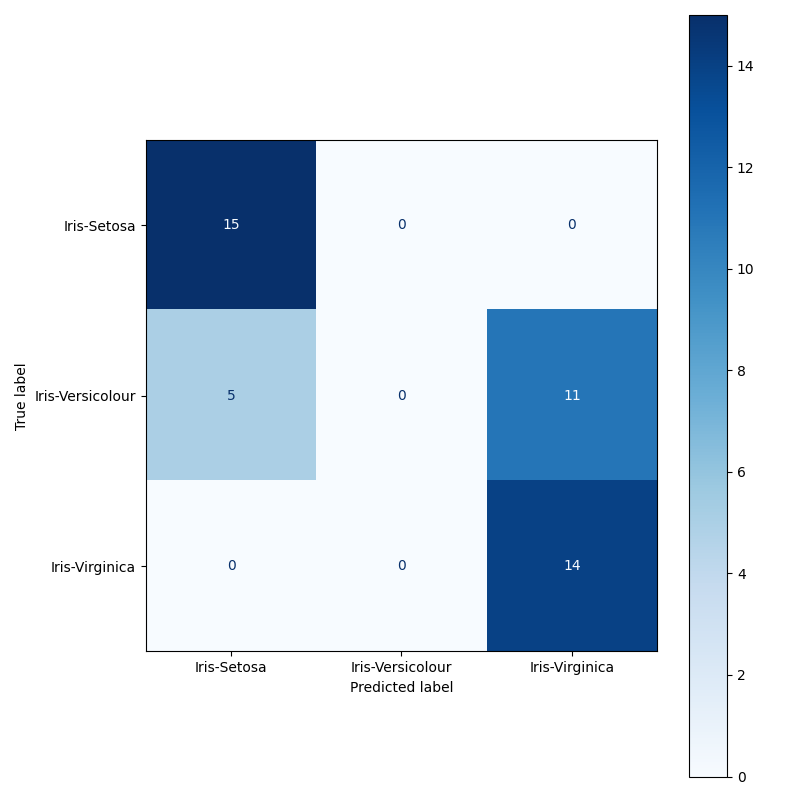 Iris-Setosa 15 0 0
Iris-Versicolour 5 0 11
Iris-Virginica 0 0 14
Iris-Setosa Iris-Versicolour Iris-Virginica
Predicted label
True label
14
12
10
8
6
4
2
0